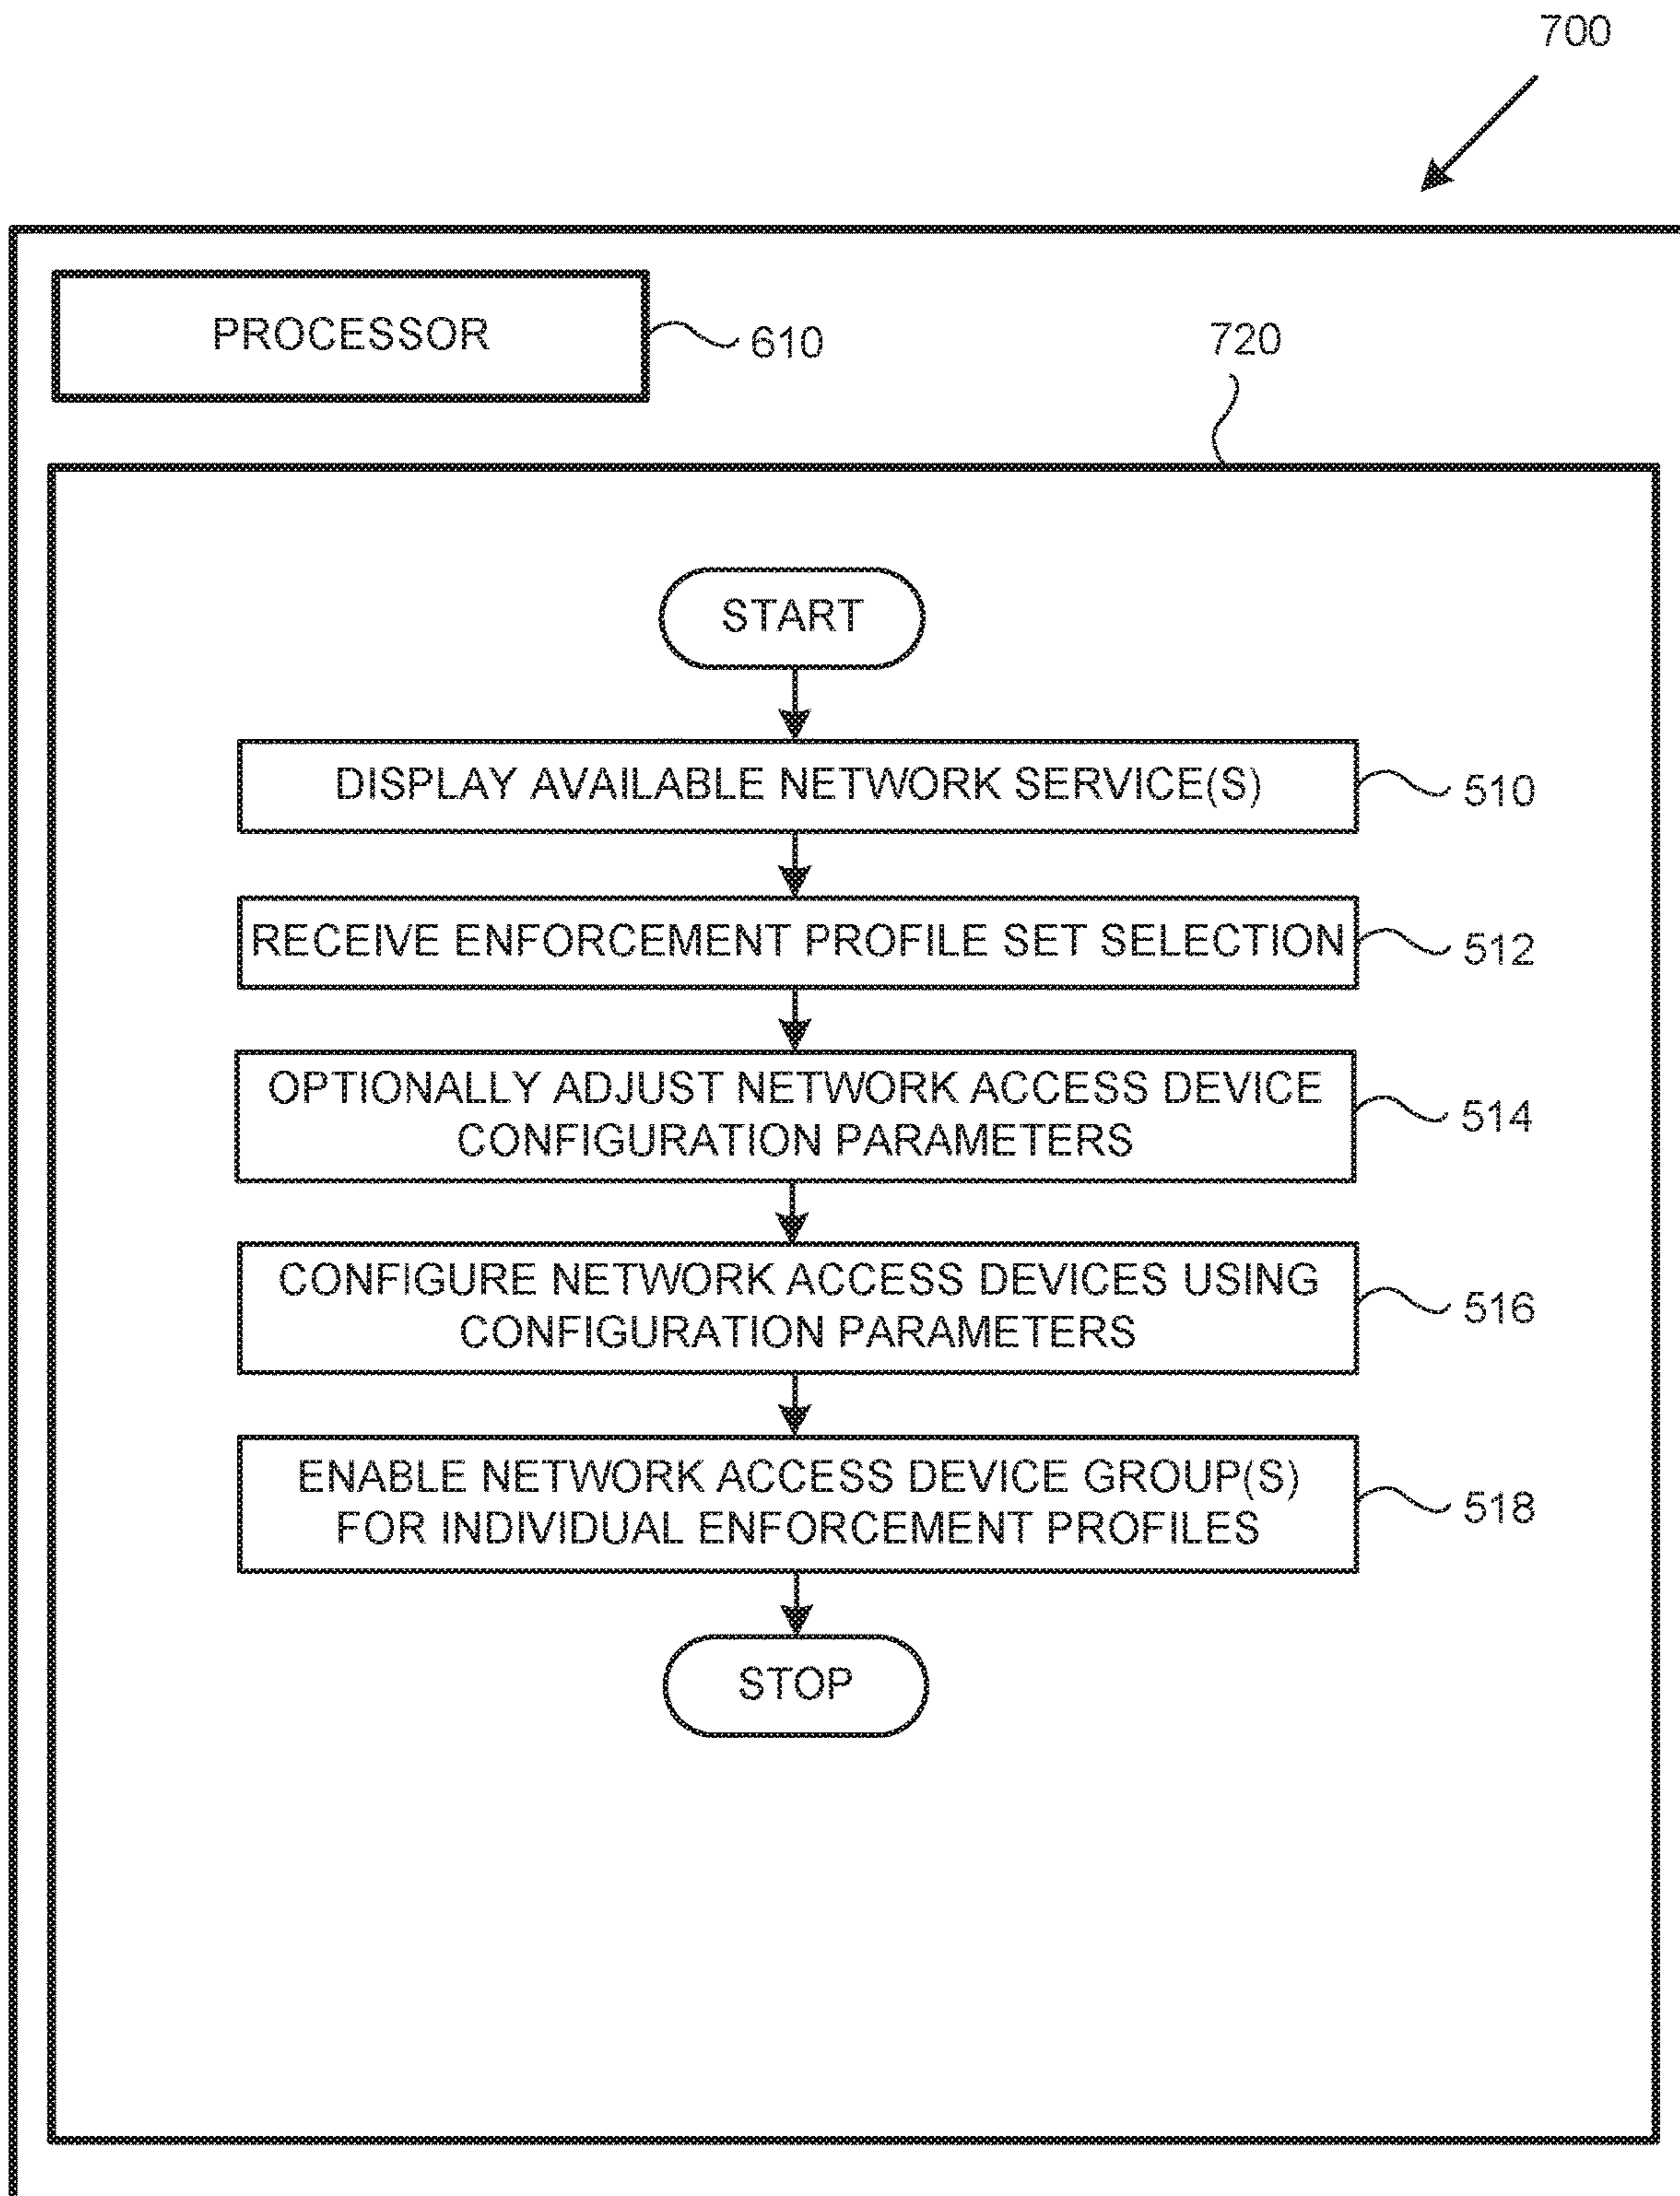 700
PROCESSOR
610
720
START
DISPLAY AVAILABLE NETWORK SERVICE(S)
510
RECEIVE ENFORCEMENT PROFILE SET SELECTION
512
OPTIONALLY ADJUST NETWORK ACCESS DEVICE
CONFIGURATION PARAMETERS
514
CONFIGURE NETWORK ACCESS DEVICES USING
CONFIGURATION PARAMETERS
516
ENABLE NETWORK ACCESS DEVICE GROUP(S)
FOR INDIVIDUAL ENFORCEMENT PROFILES
518
STOP